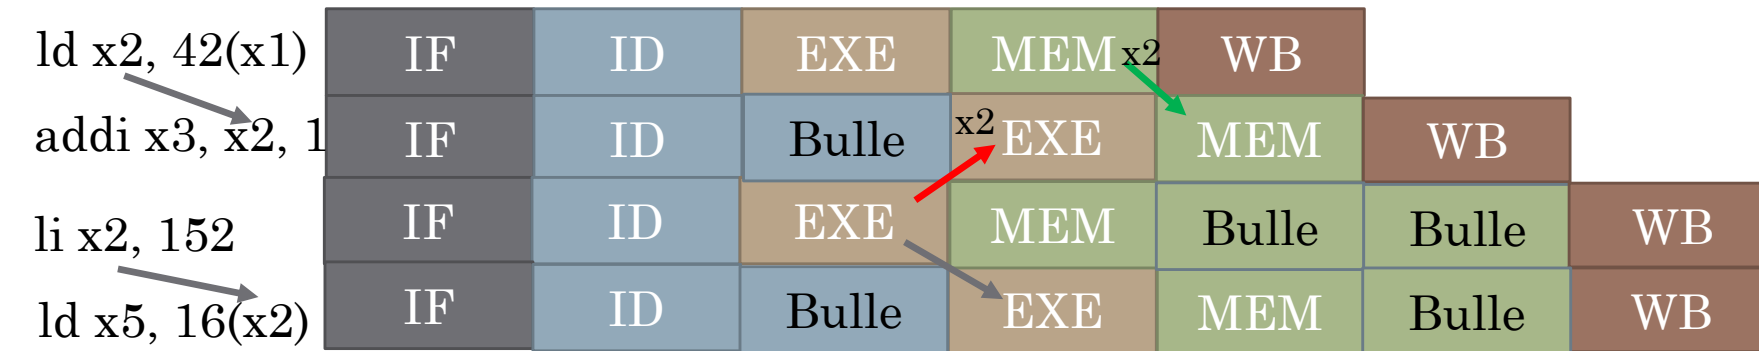 ld x2, 42(x1) IF ID EXE MEM x2 WB
addi x3, x2, 1 IF ID Bulle x2 EXE MEM WB
li x2, 152 IF ID EXE MEM Bulle Bulle WB
ld x5, 16(x2) IF ID Bulle EXE MEM Bulle WB